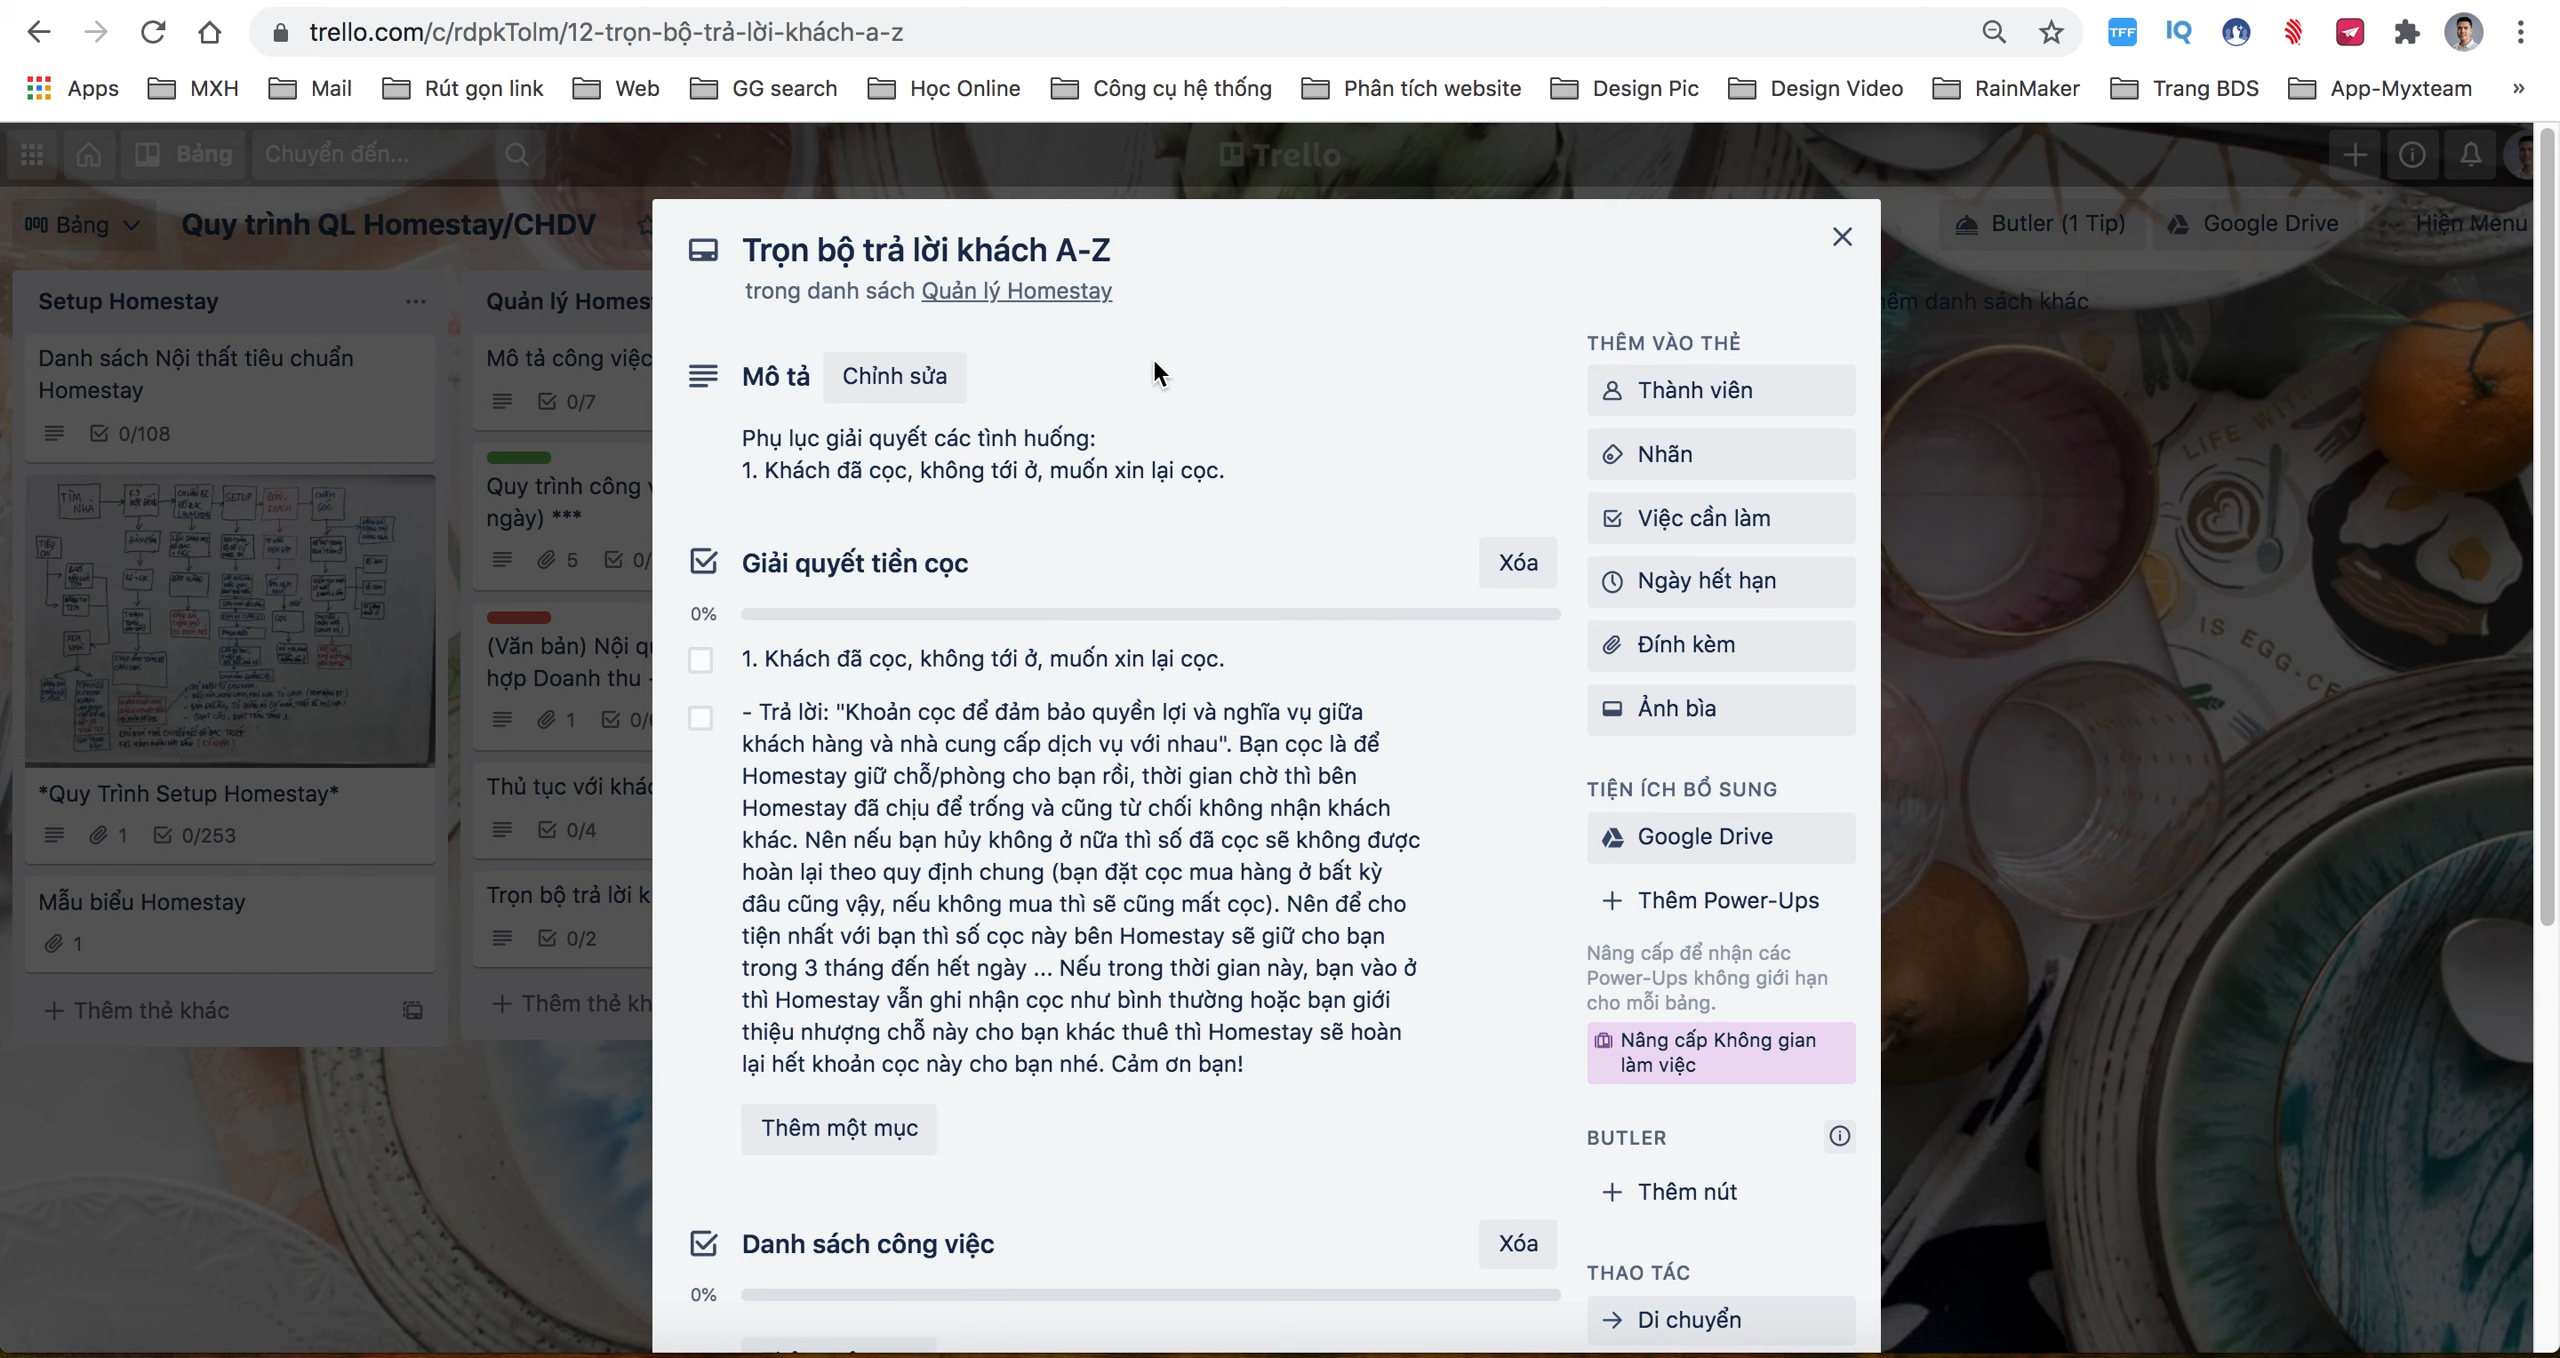 trello.com/c/rdpkTolm/12-trọn-bộ-trả-lời-khách-a-z
TFF
IQ
Apps
MXH
Mail
Rút gọn link
Web
GG search
Học Online
Công cụ hệ thống
Phân tích website
Design Pic
Design Video
RainMaker
Trang BDS
App-Myxteam
»
Bảng
Chuyển đến...
Trello
Bảng
Quy trình QL Homestay/CHDV
Butler (1 Tip)
Google Drive
Hiện Menu
Setup Homestay
Danh sách Nội thất tiêu chuẩn
Homestay
0/108
*Quy Trình Setup Homestay*
1
0/253
Mẫu biểu Homestay
1
+ Thêm thẻ khác
Quản lý Homes
Mô tả công việc
0/7
Quy trình công
ngày) ***
5
0/
(Văn bản) Nội q
hợp Doanh thu -
1
0/
Thủ tục với khá
0/4
Trọn bộ trả lời k
0/2
+ Thêm thẻ kh
êm danh sách khác
LIFE WIT
IS EGG-CE
Trọn bộ trả lời khách A-Z
trong danh sách Quản lý Homestay
Mô tả
Chỉnh sửa
Phụ lục giải quyết các tình huống:
1. Khách đã cọc, không tới ở, muốn xin lại cọc.
Giải quyết tiền cọc
Xóa
0%
1. Khách đã cọc, không tới ở, muốn xin lại cọc.
- Trả lời: "Khoản cọc để đảm bảo quyền lợi và nghĩa vụ giữa
khách hàng và nhà cung cấp dịch vụ với nhau". Bạn cọc là để
Homestay giữ chỗ/phòng cho bạn rồi, thời gian chờ thì bên
Homestay đã chịu để trống và cũng từ chối không nhận khách
khác. Nên nếu bạn hủy không ở nữa thì số đã cọc sẽ không được
hoàn lại theo quy định chung (bạn đặt cọc mua hàng ở bất kỳ
đâu cũng vậy, nếu không mua thì sẽ cũng mất cọc). Nên để cho
tiện nhất với bạn thì số cọc này bên Homestay sẽ giữ cho bạn
trong 3 tháng đến hết ngày ... Nếu trong thời gian này, bạn vào ở
thì Homestay vẫn ghi nhận cọc như bình thường hoặc bạn giới
thiệu nhượng chỗ này cho bạn khác thuê thì Homestay sẽ hoàn
lại hết khoản cọc này cho bạn nhé. Cảm ơn bạn!
Thêm một mục
Danh sách công việc
Xóa
0%
THÊM VÀO THẺ
Thành viên
Nhãn
Việc cần làm
Ngày hết hạn
Đính kèm
Ảnh bìa
TIỆN ÍCH BỔ SUNG
Google Drive
+ Thêm Power-Ups
Nâng cấp để nhận các
Power-Ups không giới hạn
cho mỗi bảng.
Nâng cấp Không gian
làm việc
BUTLER
+ Thêm nút
THAO TÁC
→ Di chuyển